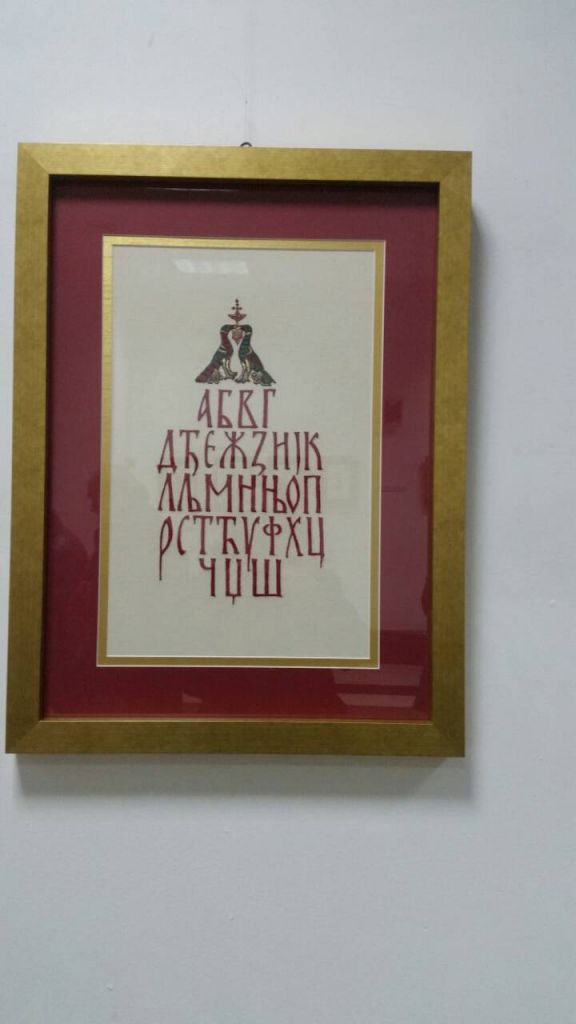 АБВГ
ДЂЕЖЗИЈК
ЛЉМНЊОП
РСТЋУФХЦ
ЧЏШ